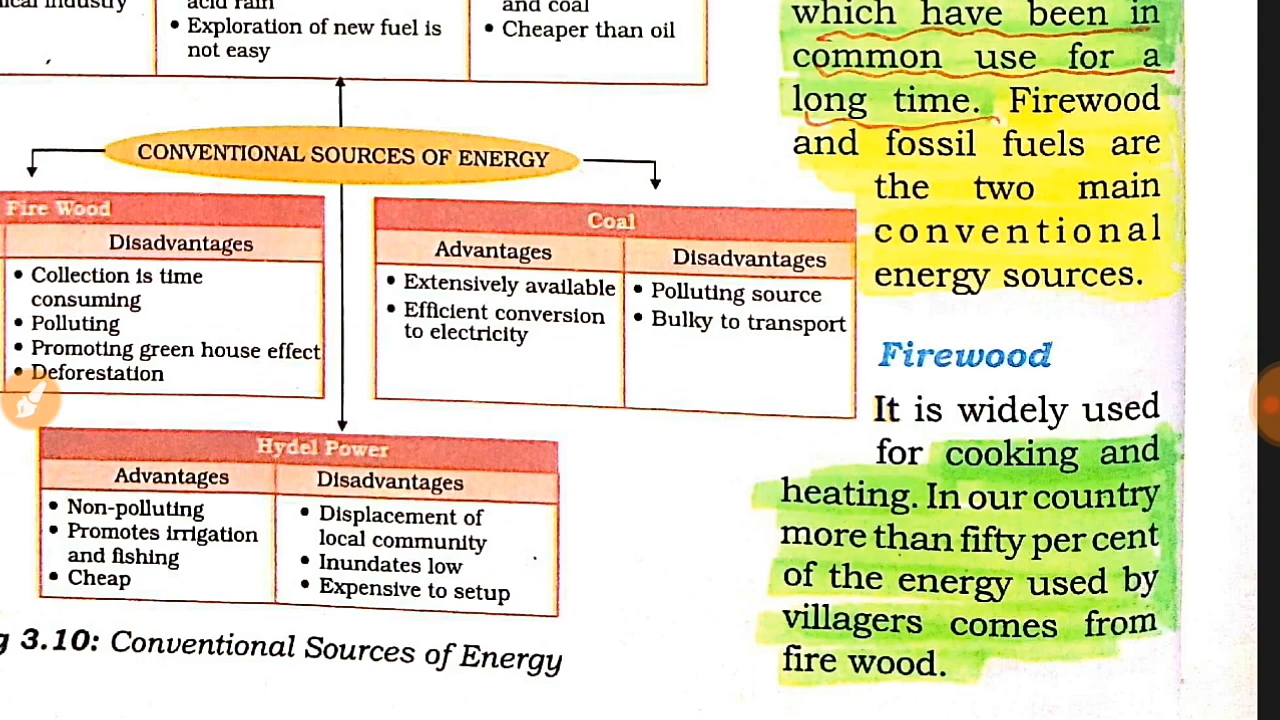 acid rain
• Exploration of new fuel is
not easy
and coal
• Cheaper than oil
CONVENTIONAL SOURCES OF ENERGY
Fire Wood
Disadvantages
• Collection is time
consuming
• Polluting
• Promoting green house effect
• Deforestation
Coal
Advantages
• Extensively available
• Efficient conversion
to electricity
Disadvantages
• Polluting source
• Bulky to transport
Hydel Power
Advantages
• Non-polluting
• Promotes irrigation
and fishing
• Cheap
Disadvantages
• Displacement of
local community
• Inundates low
• Expensive to setup
3.10: Conventional Sources of Energy
which have been in
common use for a
long time. Firewood
and fossil fuels are
the two main
conventional
energy sources.
Firewood
It is widely used
for cooking and
heating. In our country
more than fifty per cent
of the energy used by
villagers comes from
fire wood.